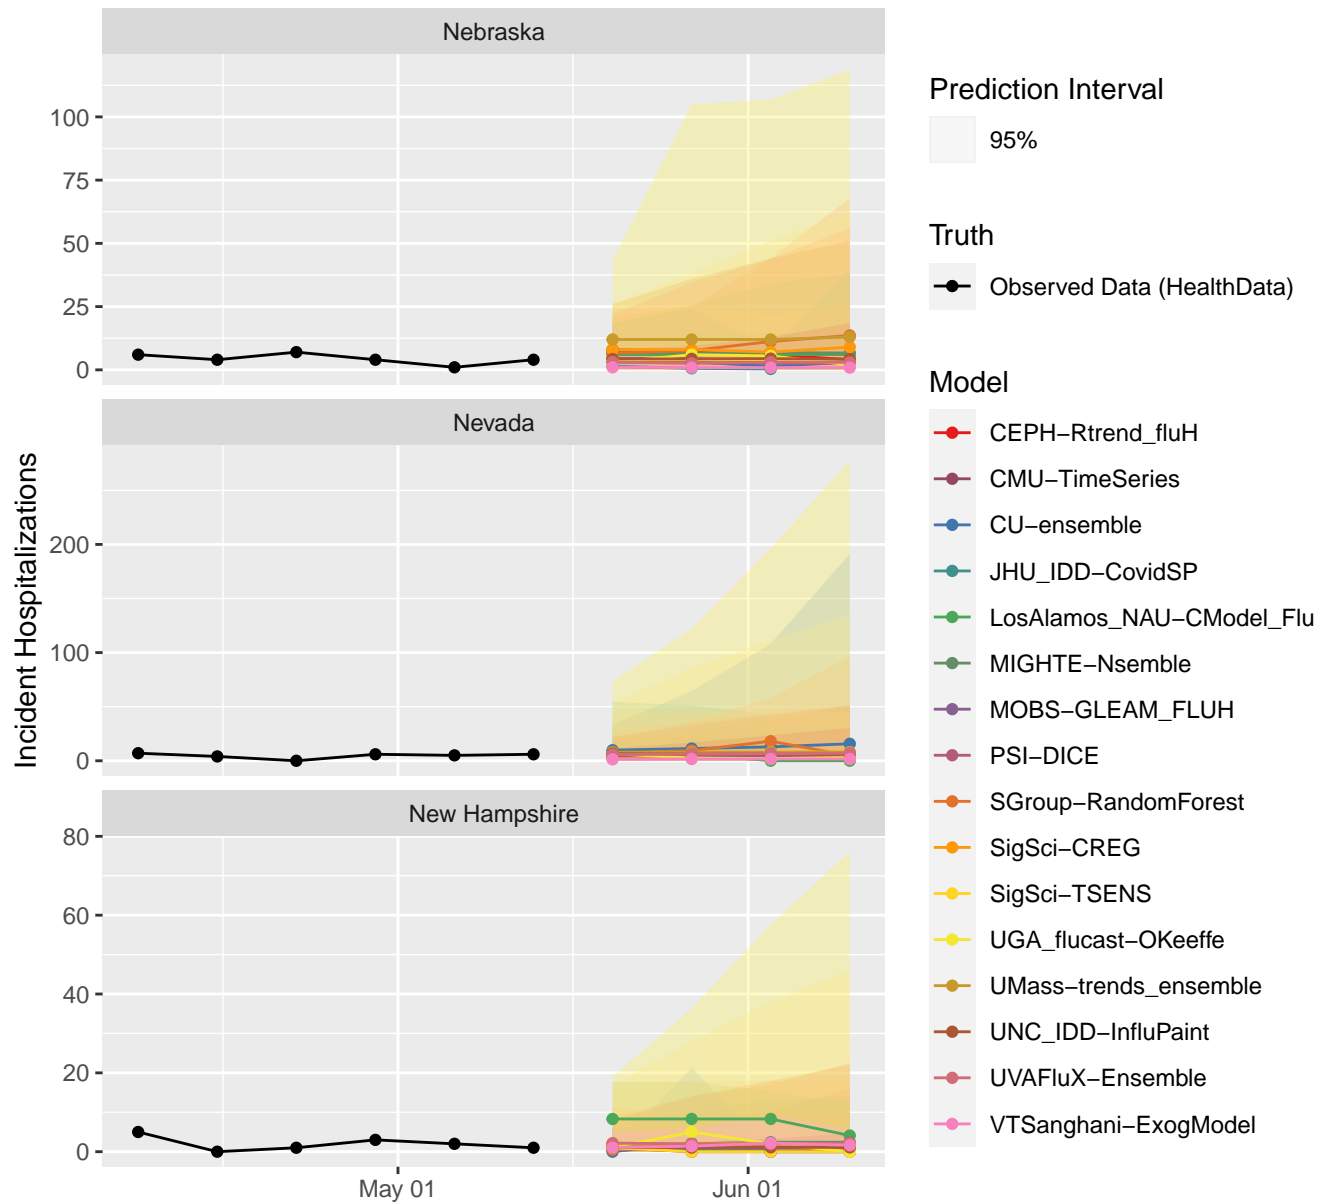 Nebraska
100
75
50
25
0
Nevada
200
100
0
New Hampshire
80
60
40
20
0
May 01
Jun 01
Incident Hospitalizations
Prediction Interval
95%
Truth
Observed Data (HealthData)
Model
CEPH−Rtrend_fluH
CMU−TimeSeries
CU−ensemble
JHU_IDD−CovidSP
LosAlamos_NAU−CModel_Flu
MIGHTE−Nsemble
MOBS−GLEAM_FLUH
PSI−DICE
SGroup−RandomForest
SigSci−CREG
SigSci−TSENS
UGA_flucast−OKeeffe
UMass−trends_ensemble
UNC_IDD−InfluPaint
UVAFluX−Ensemble
VTSanghani−ExogModel